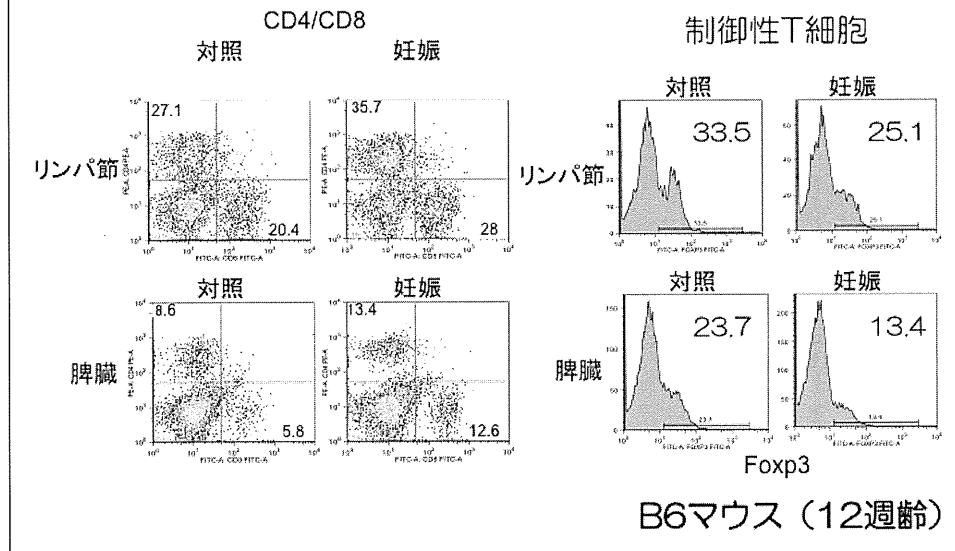 CD4/CD8
対照 妊娠
リンパ節
27.1
20.4
35.7
28
対照 妊娠
脾臓
8.6
5.8
13.4
12.6
制御性T細胞
対照 妊娠
リンパ節
33.5
25.1
対照 妊娠
脾臓
23.7
13.4
Foxp3
B6マウス（12週齢）